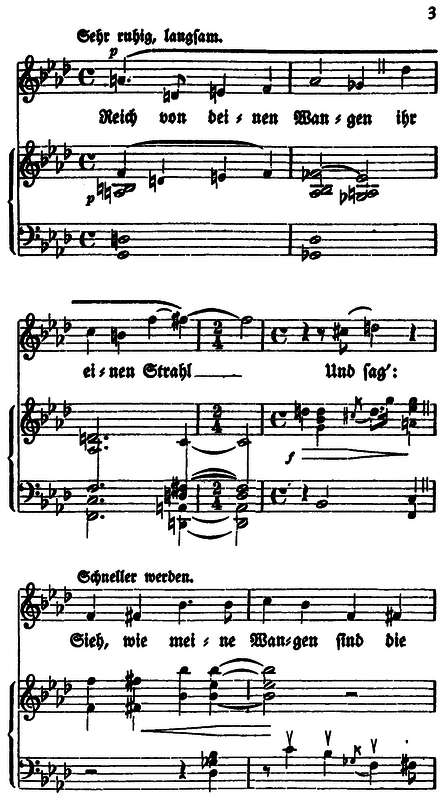 3
Sehr ruhig, langsam.
p
Reich von dei - nen Wan - gen ihr
p
ei - nen Strahl
Und sag':
f
Schneller werden.
Sieh, wie mei - ne Wan - gen sind die